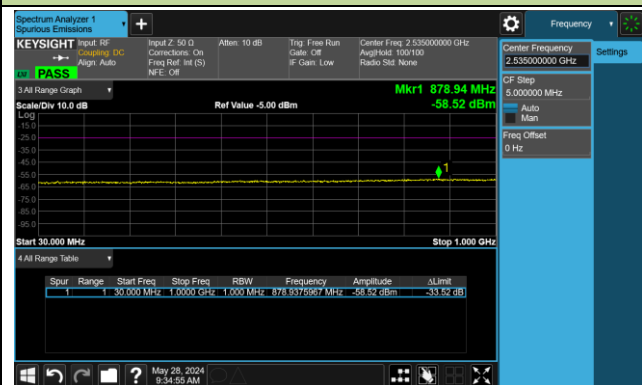 Spectrum Analyzer 1
Spurious Emissions
Frequency
KEYSIGHT
Input: RF
Coupling: DC
Align: Auto
Input Z: 50 Ω
Corrections: On
Freq Ref: Int (S)
NFE: Off
Atten: 10 dB
Trig: Free Run
Gate: Off
IF Gain: Low
Center Freq: 2.535000000 GHz
Avg|Hold: 100/100
Radio Std: None
PASS
Center Frequency
2.535000000 GHz
Settings
CF Step
5.000000 MHz
Auto
Man
Freq Offset
0 Hz
3 All Range Graph
Mkr1 878.94 MHz
Scale/Div 10.0 dB
Ref Value -5.00 dBm
-58.52 dBm
Log
-15.0
-25.0
-35.0
-45.0
-55.0
-65.0
-75.0
-85.0
-95.0
1
Start 30.000 MHz
Stop 1.000 GHz
4 All Range Table
Spur Range Start Freq Stop Freq RBW Frequency Amplitude ΔLimit
1 1 30.000 MHz 1.0000 GHz 1.000 MHz 878.9375967 MHz -58.52 dBm -33.52 dB
May 28, 2024
9:34:55 AM